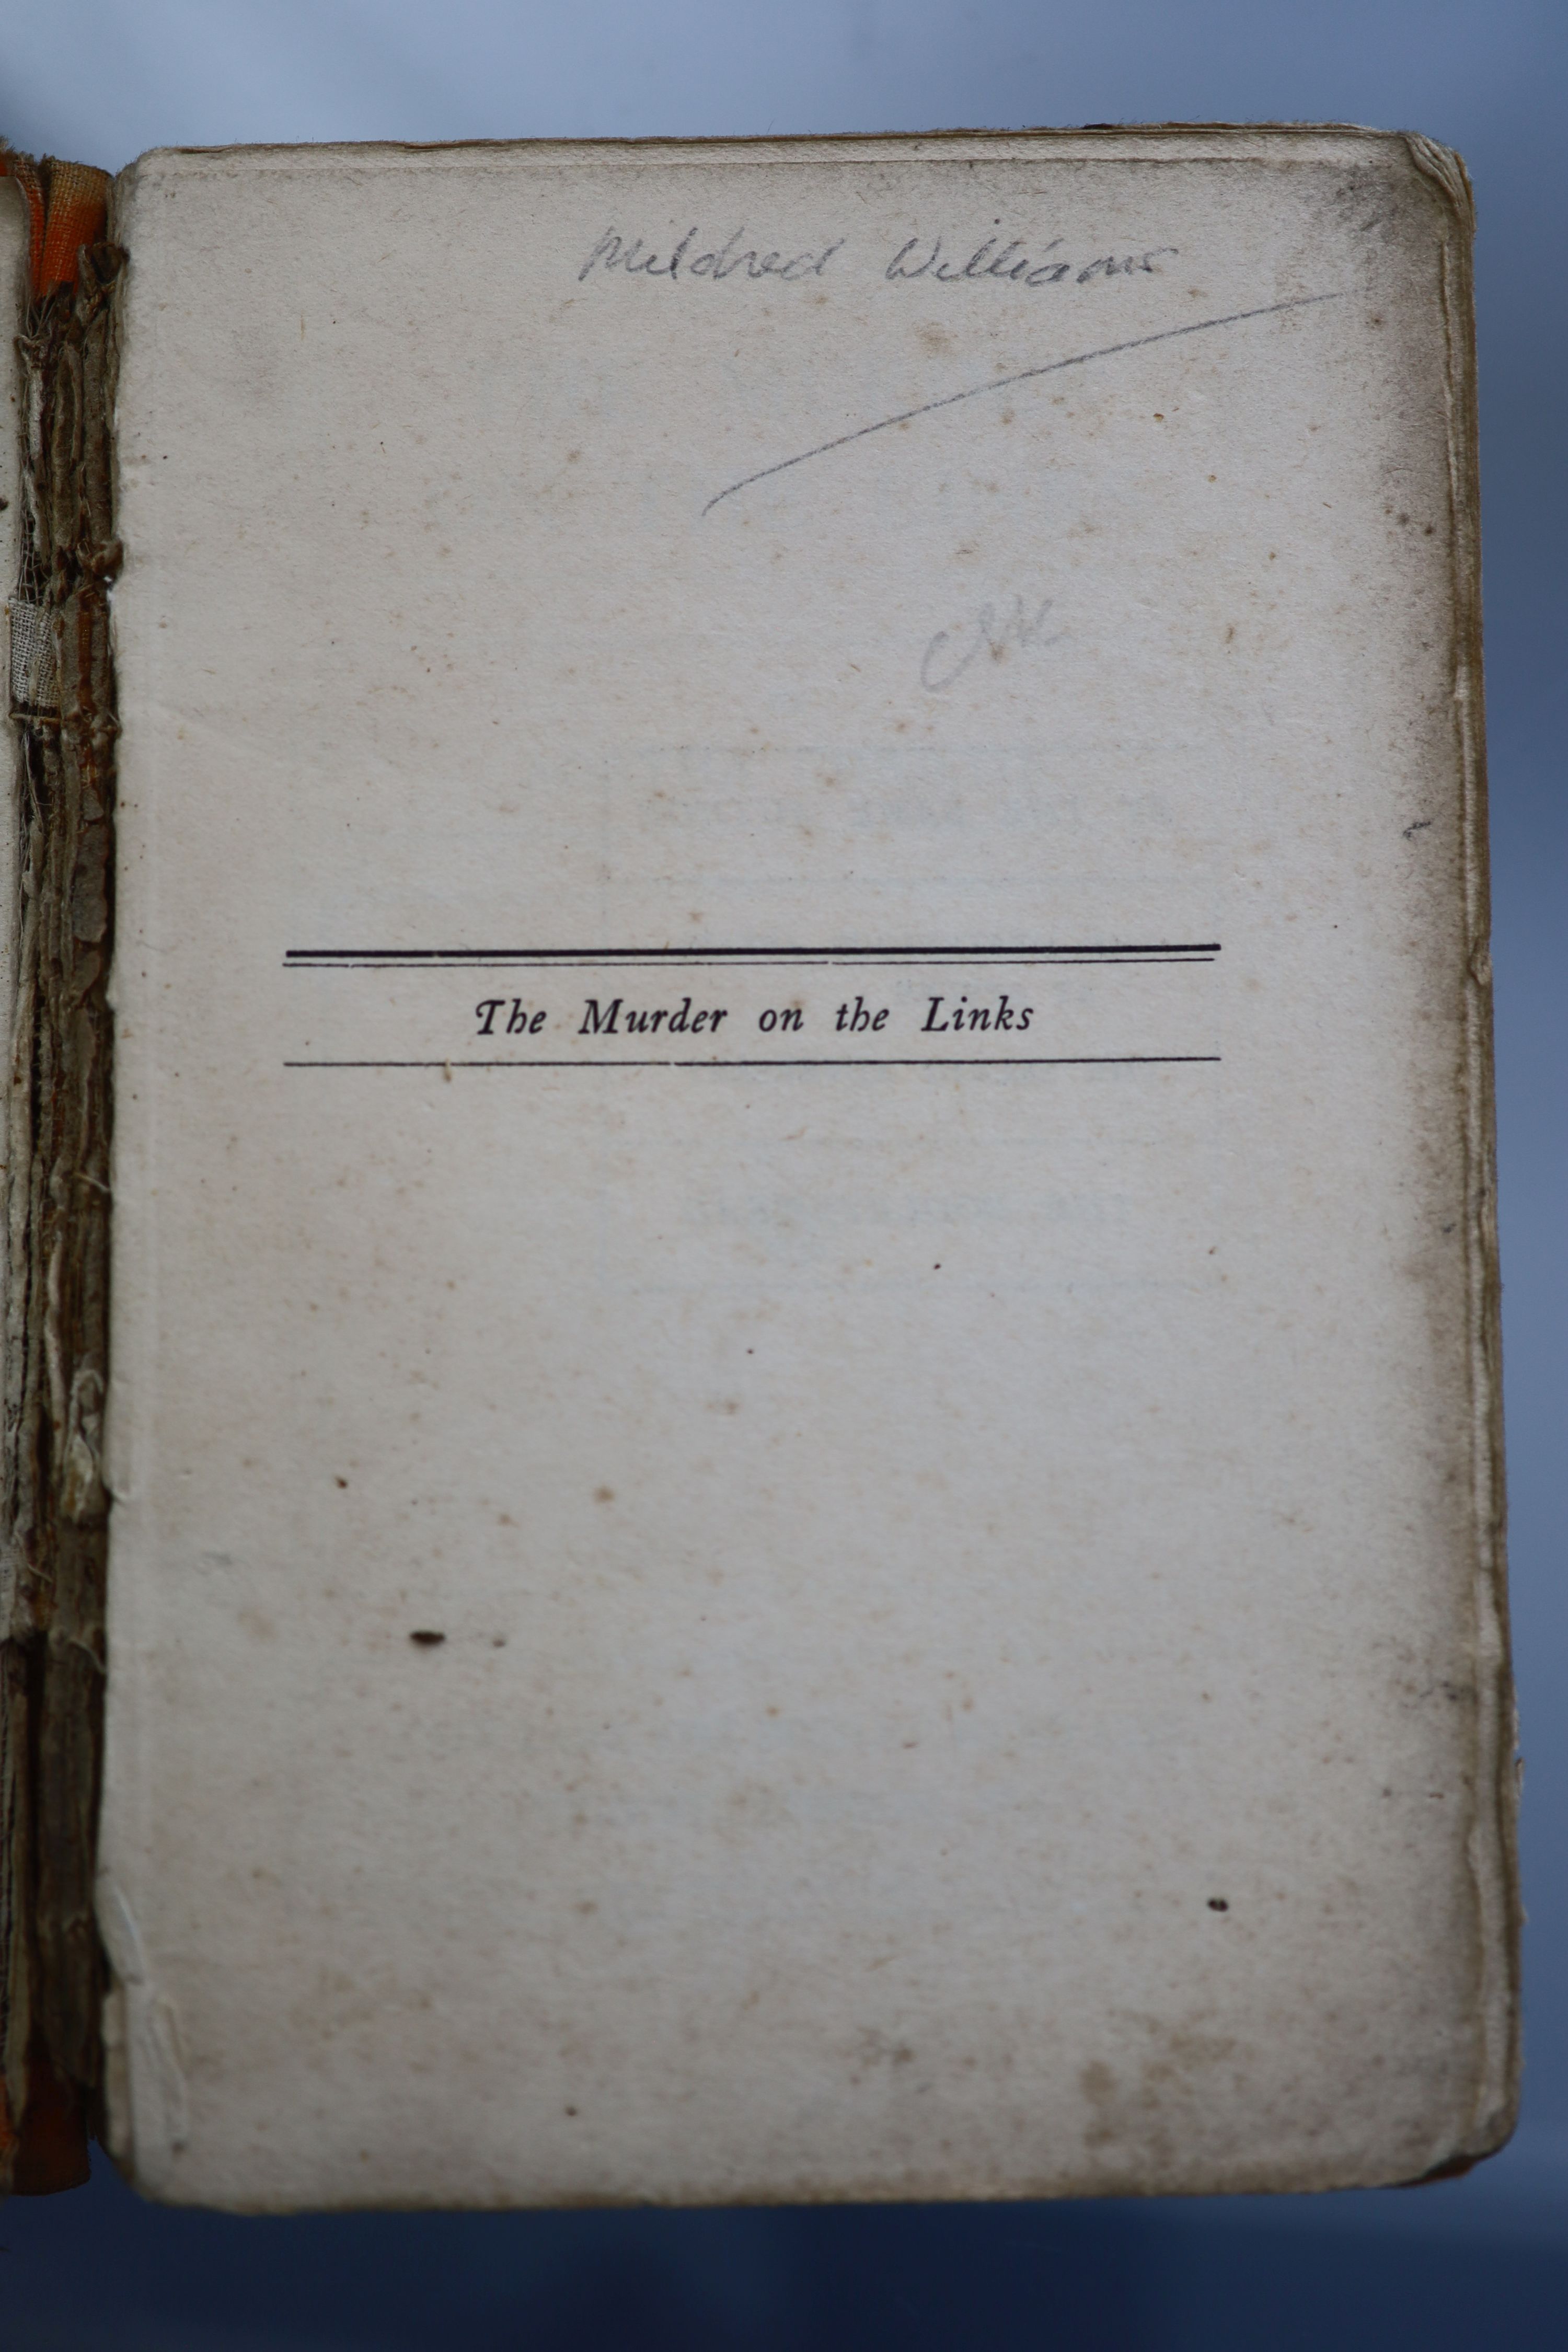 Mildred Williams
The Murder on the Links